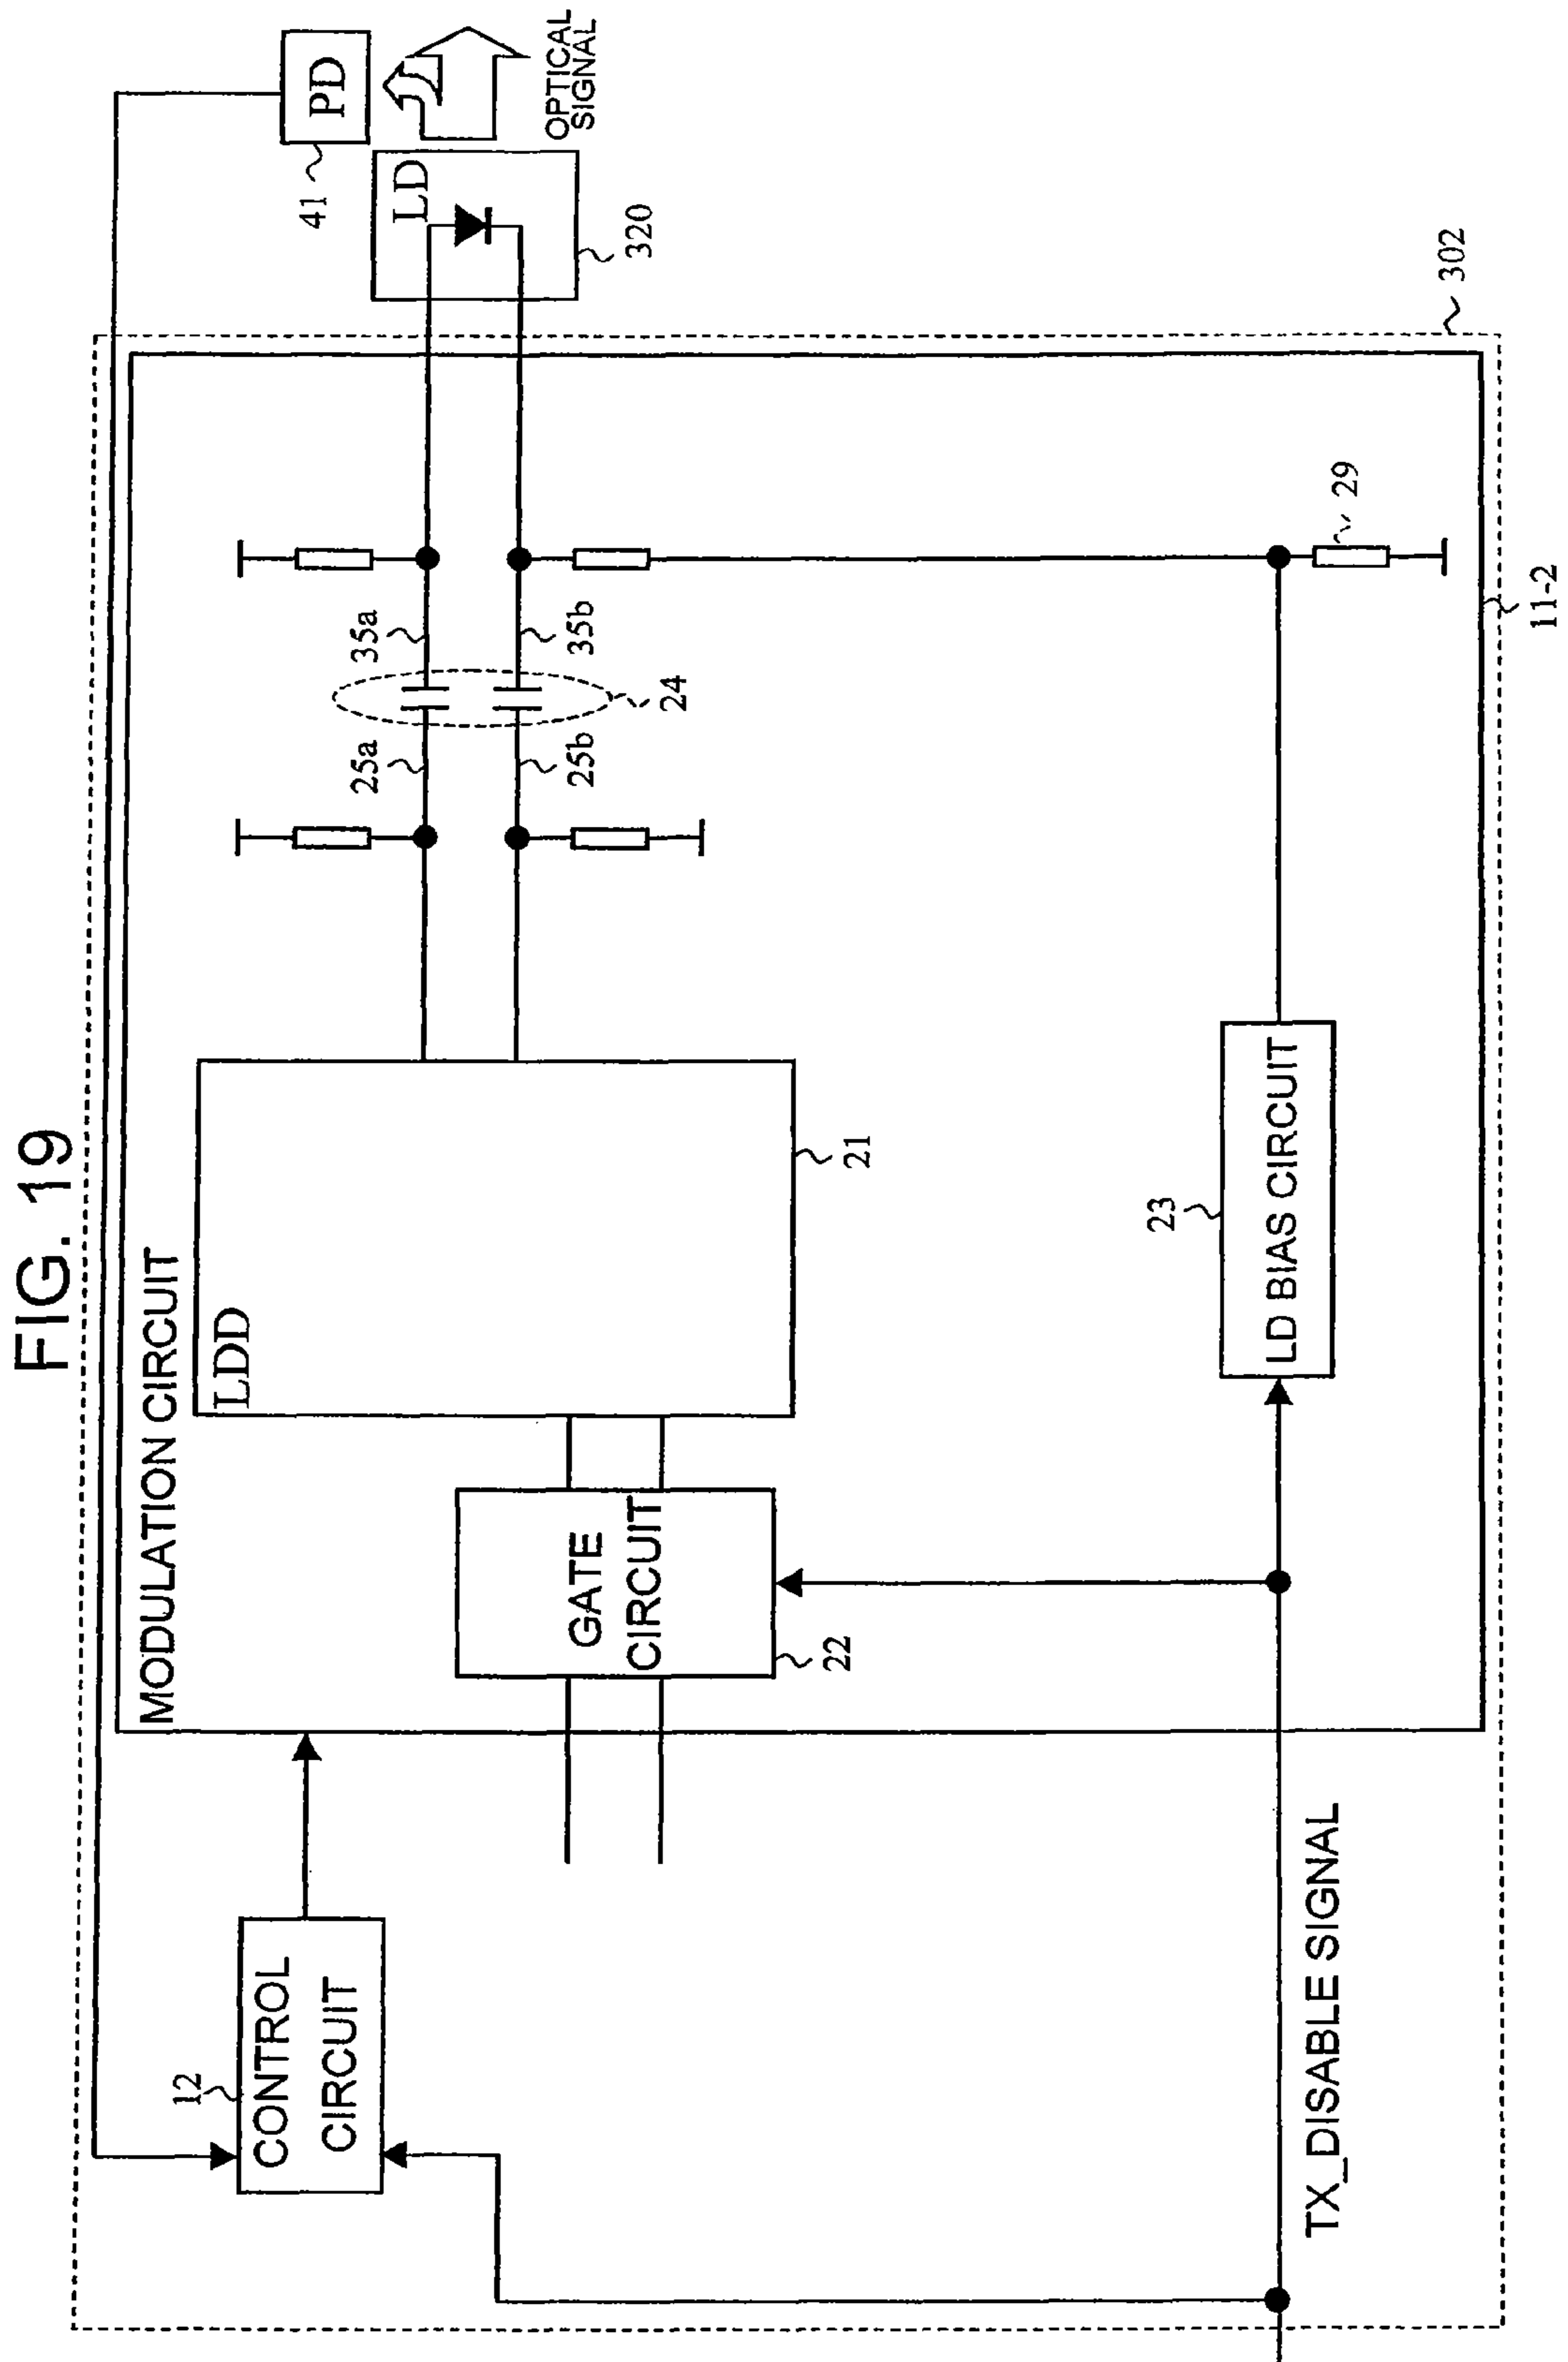 FIG. 19
MODULATION CIRCUIT
LDD
21
GATE
CIRCUIT
22
CONTROL
CIRCUIT
12
25a
25b
24
35a
35b
LD
320
PD
41
OPTICAL
SIGNAL
LD BIAS CIRCUIT
23
29
302
11-2
TX_DISABLE SIGNAL